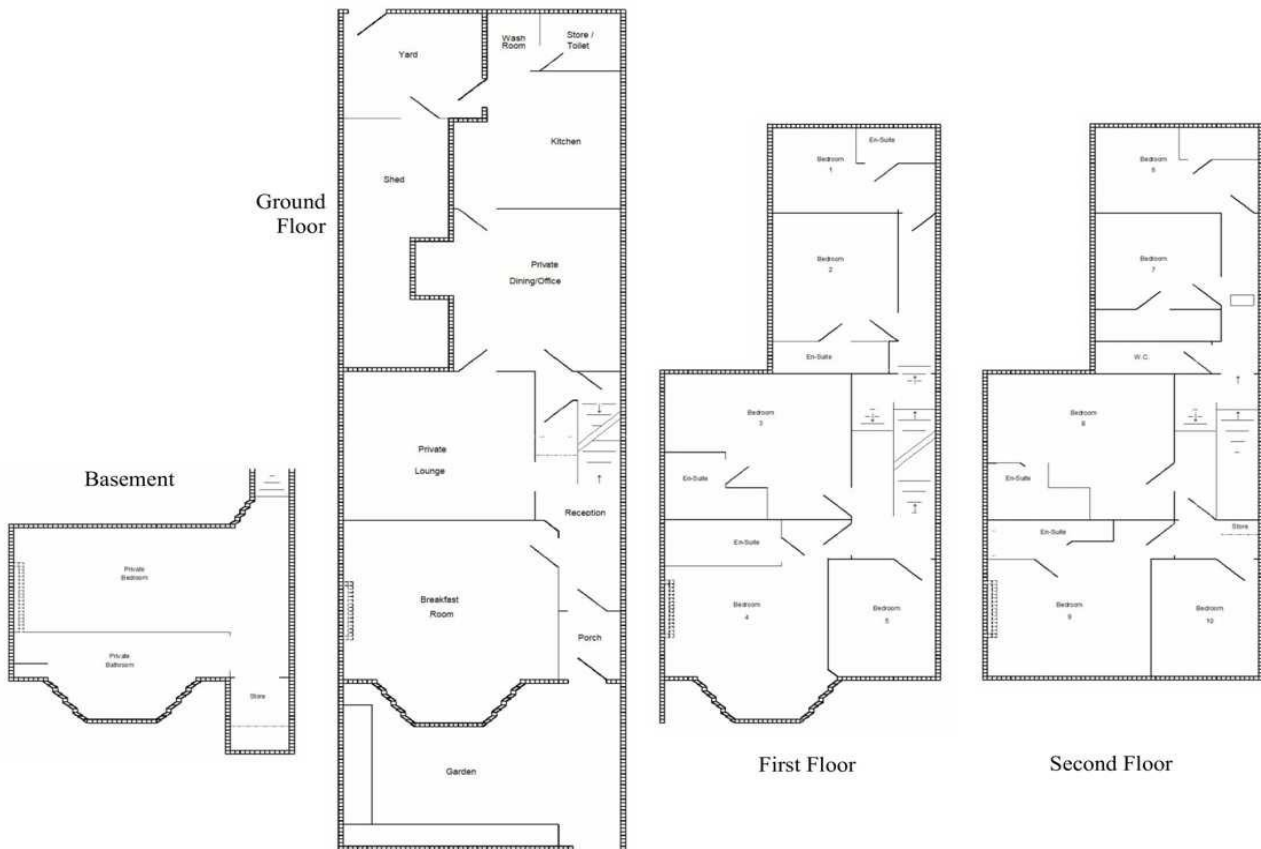 Basement
Private
Bedroom
Private
Bathroom
Store
Ground
Floor
Yard
Wash
Room
Store /
Toilet
Kitchen
Shed
Private
Dining/Office
Private
Lounge
Reception
Breakfast
Room
Porch
Garden
En-Suite
Bedroom
1
Bedroom
2
En-Suite
Bedroom
3
En-Suite
En-Suite
Bedroom
4
Bedroom
5
First Floor
Bedroom
Bedroom
7
W.C.
Bedroom
8
En-Suite
En-Suite
Store
Bedroom
9
Bedroom
10
Second Floor